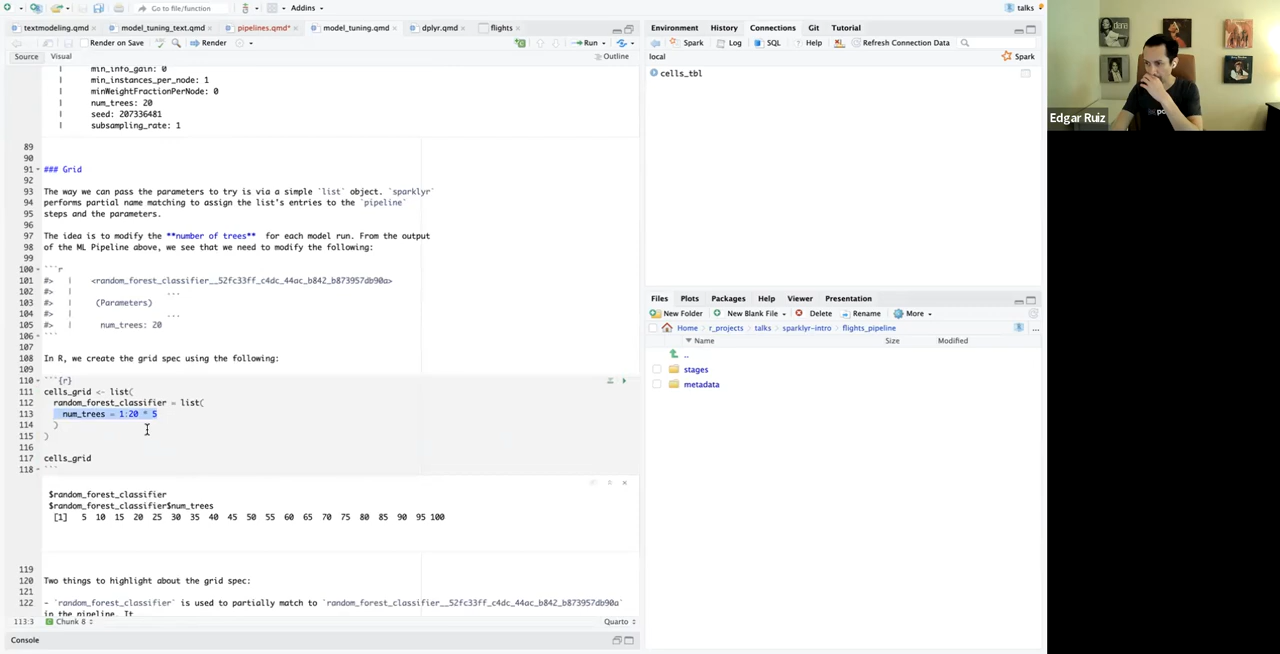 Go to file/function
Addins
talks
textmodeling.qmd
model_tuning_text.qmd
pipelines.qmd*
model_tuning.qmd
dplyr.qmd
flights
Render on Save
Render
Run
Source
Visual
Outline
| min_info_gain: 0
| min_instances_per_node: 1
| minWeightFractionPerNode: 0
| num_trees: 20
| seed: 207336481
| subsampling_rate: 1
89
90
91 ### Grid
92
93 The way we can pass the parameters to try is via a simple `list` object. `sparklyr`
94 performs partial name matching to assign the list's entries to the `pipeline`
95 steps and the parameters.
96
97 The idea is to modify the **number of trees** for each model run. From the output
98 of the ML Pipeline above, we see that we need to modify the following:
99
100 ```r
101 #> | <random_forest_classifier__52fc33ff_c4dc_44ac_b842_b873957db90a>
102 #> | ...
103 #> | (Parameters)
104 #> | ...
105 #> | num_trees: 20
106 ```
107
108 In R, we create the grid spec using the following:
109
110 ```{r}
111 cells_grid <- list(
112 random_forest_classifier = list(
113 num_trees = 1:20 * 5
114 )
115 )
116
117 cells_grid
118 ```
$random_forest_classifier
$random_forest_classifier$num_trees
[1] 5 10 15 20 25 30 35 40 45 50 55 60 65 70 75 80 85 90 95 100
119
120 Two things to highlight about the grid spec:
121
122 - `random_forest_classifier` is used to partially match to `random_forest_classifier__52fc33ff_c4dc_44ac_b842_b873957db90a`
in the pipeline. It
113:3
Chunk 8
Quarto
Console
Environment
History
Connections
Git
Tutorial
Spark
Log
SQL
Help
Refresh Connection Data
local
Spark
cells_tbl
Files
Plots
Packages
Help
Viewer
Presentation
New Folder
New Blank File
Delete
Rename
More
Home
r_projects
talks
sparklyr-intro
flights_pipeline
...
Name
Size
Modified
..
stages
metadata
Edgar Ruiz